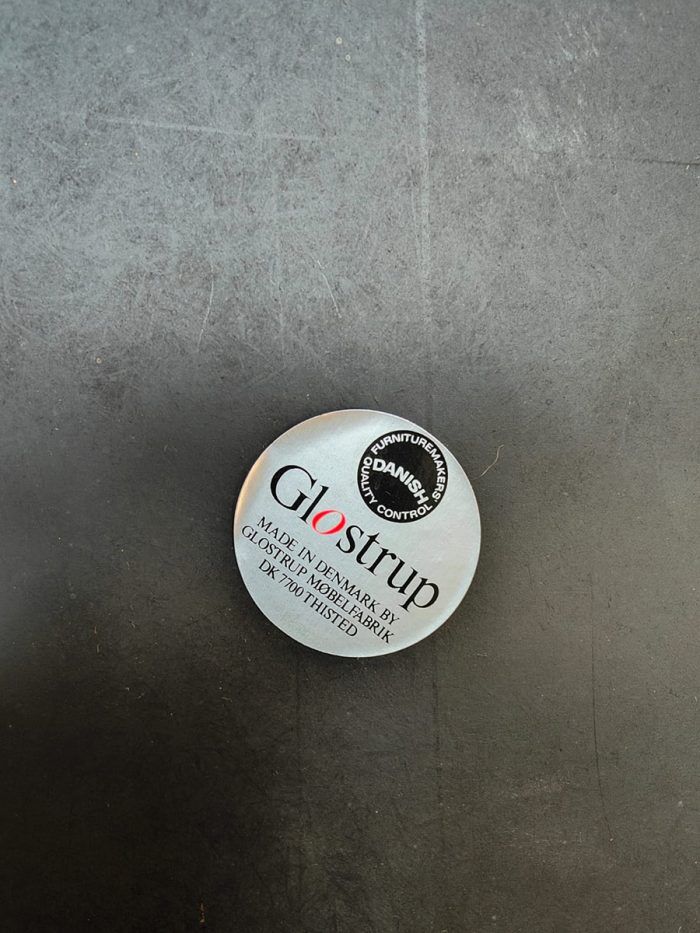 FURNITUREMAKERS'
DANISH
QUALITY CONTROL
Glostrup
MADE IN DENMARK BY
GLOSTRUP MØBELFABRIK
DK 7700 THISTED